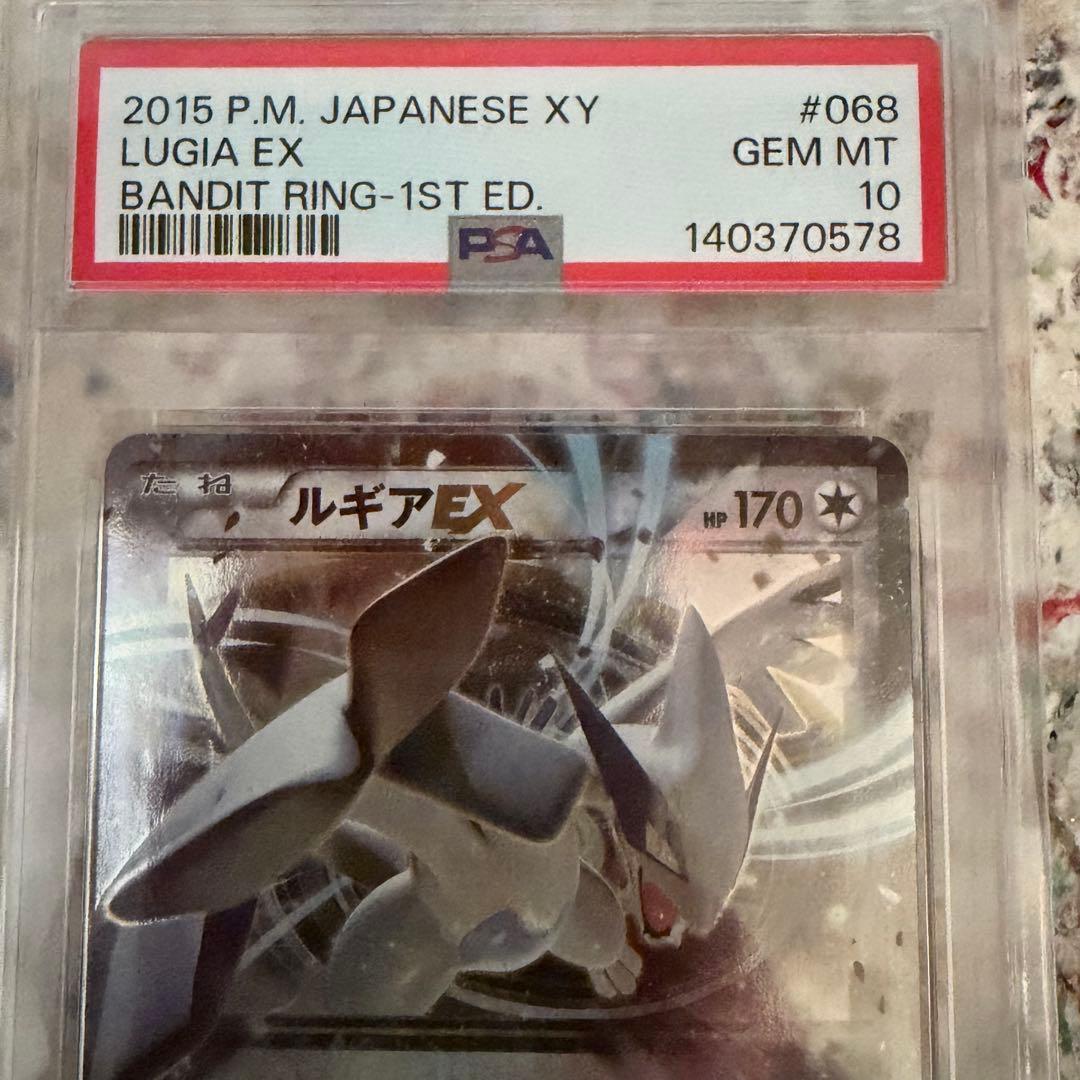 2015 P.M. JAPANESE XY #068
LUGIA EX GEM MT
BANDIT RING-1ST ED. 10
PSA 140370578
たね ルギアEX HP 170